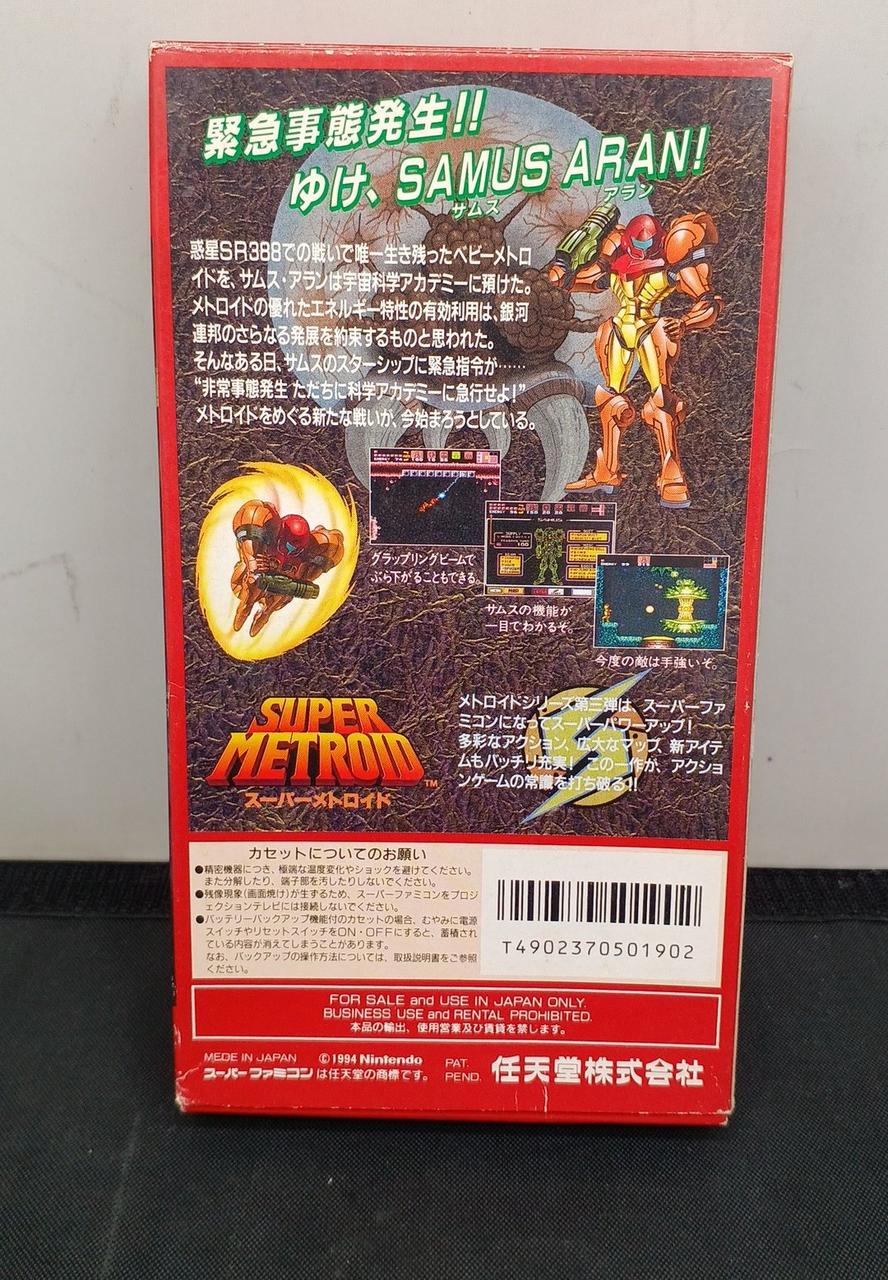 緊急事態発生!!
ゆけ、SAMUS ARAN!
サムス アラン
惑星SR388での戦いで唯一生き残ったベビーメトロ
イドを、サムス・アランは宇宙科学アカデミーに預けた。
メトロイドの優れたエネルギー特性の有効利用は、銀河
連邦のさらなる発展を約束するものと思われた。
そんなある日、サムスのスターシップに緊急指令が……
“非常事態発生 ただちに科学アカデミーに急行せよ!”
メトロイドをめぐる新たな戦いが、今始まろうとしている。
グラップリングビームで
ぶら下がることもできる。
SAMUS
サムスの機能が
一目でわかるぞ。
今度の敵は手強いぞ。
SUPER
METROID™
スーパーメトロイド
メトロイドシリーズ第三弾は、スーパーファ
ミコンになってスーパーパワーアップ!
多彩なアクション、広大なマップ、新アイテ
ムもバッチリ充実! この一作が、アクショ
ンゲームの常識を打ち破る!!
カセットについてのお願い
●精密機器につき、極端な温度変化やショックを避けてください。
また分解したり、端子部を汚したりしないでください。
●残像現象(画面焼け)が生ずるため、スーパーファミコンをプロジ
ェクションテレビには接続しないでください。
●バッテリーバックアップ機能付のカセットの場合、むやみに電源
スイッチやリセットスイッチをON・OFFにすると、蓄積され
ている内容が消えてしまうことがあります。
なお、バックアップの操作方法については、取扱説明書をご参照
ください。
T4902370501902
FOR SALE and USE IN JAPAN ONLY.
BUSINESS USE and RENTAL PROHIBITED.
本品の輸出、使用営業及び賃貸を禁じます。
MEDE IN JAPAN ©1994 Nintendo
スーパーファミコンは任天堂の商標です。
PAT.
PEND.
任天堂株式会社